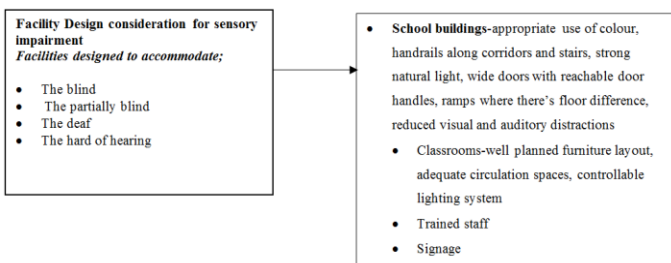 Facility Design consideration for sensory
impairment
Facilities designed to accommodate;
• The blind
• The partially blind
• The deaf
• The hard of hearing
• School buildings-appropriate use of colour,
handrails along corridors and stairs, strong
natural light, wide doors with reachable door
handles, ramps where there's floor difference,
reduced visual and auditory distractions
• Classrooms-well planned furniture layout,
adequate circulation spaces, controllable
lighting system
• Trained staff
• Signage